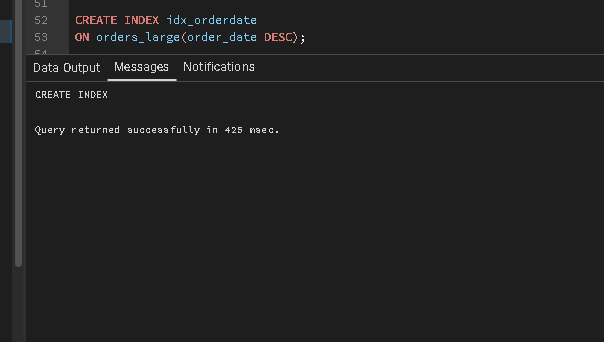 51
52 CREATE INDEX idx_orderdate
53 ON orders_large(order_date DESC);
54
Data Output Messages Notifications
CREATE INDEX
Query returned successfully in 425 msec.